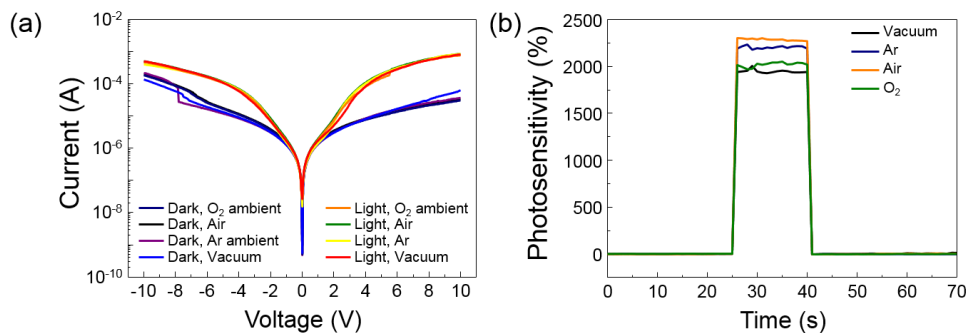 (a)
Current (A)
10⁻²
10⁻⁴
10⁻⁶
10⁻⁸
10⁻¹⁰
Dark, O₂ ambient
Dark, Air
Dark, Ar ambient
Dark, Vacuum
Light, O₂ ambient
Light, Air
Light, Ar
Light, Vacuum
-10 -8 -6 -4 -2 0 2 4 6 8 10
Voltage (V)
(b)
Photosensitivity (%)
2500
2000
1500
1000
500
0
Vacuum
Ar
Air
O₂
0 10 20 30 40 50 60 70
Time (s)